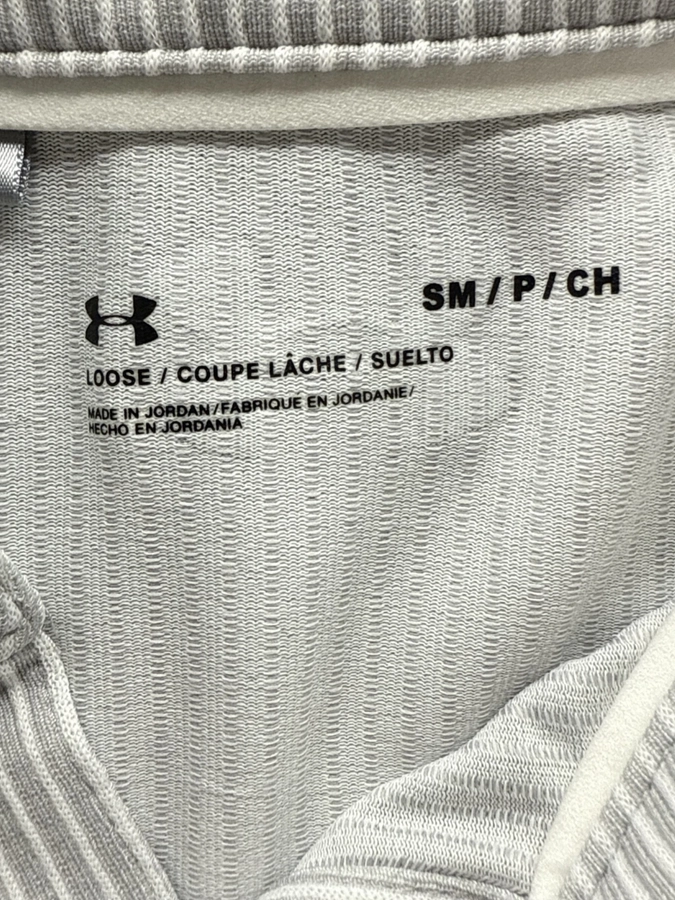 SM / P / CH
LOOSE / COUPE LÂCHE / SUELTO
MADE IN JORDAN/FABRIQUE EN JORDANIE/
HECHO EN JORDANIA